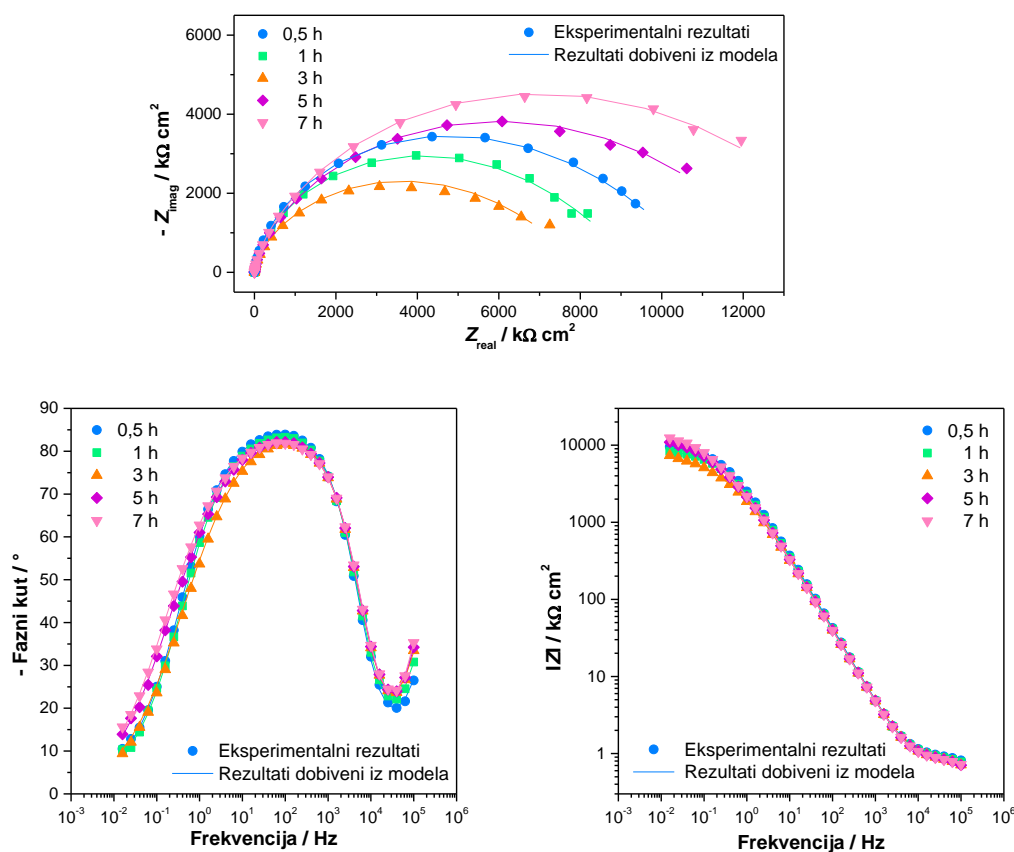 6000
4000
2000
0
- Zimag / kΩ cm²
0,5 h
1 h
3 h
5 h
7 h
Eksperimentalni rezultati
Rezultati dobiveni iz modela
0 2000 4000 6000 8000 10000 12000
Zreal / kΩ cm²
90
80
70
60
50
40
30
20
10
0
- Fazni kut / °
0,5 h
1 h
3 h
5 h
7 h
Eksperimentalni rezultati
Rezultati dobiveni iz modela
10⁻³ 10⁻² 10⁻¹ 10⁰ 10¹ 10² 10³ 10⁴ 10⁵ 10⁶
Frekvencija / Hz
10000
1000
100
10
1
|Z| / kΩ cm²
0,5 h
1 h
3 h
5 h
7 h
Eksperimentalni rezultati
Rezultati dobiveni iz modela
10⁻³ 10⁻² 10⁻¹ 10⁰ 10¹ 10² 10³ 10⁴ 10⁵ 10⁶
Frekvencija / Hz